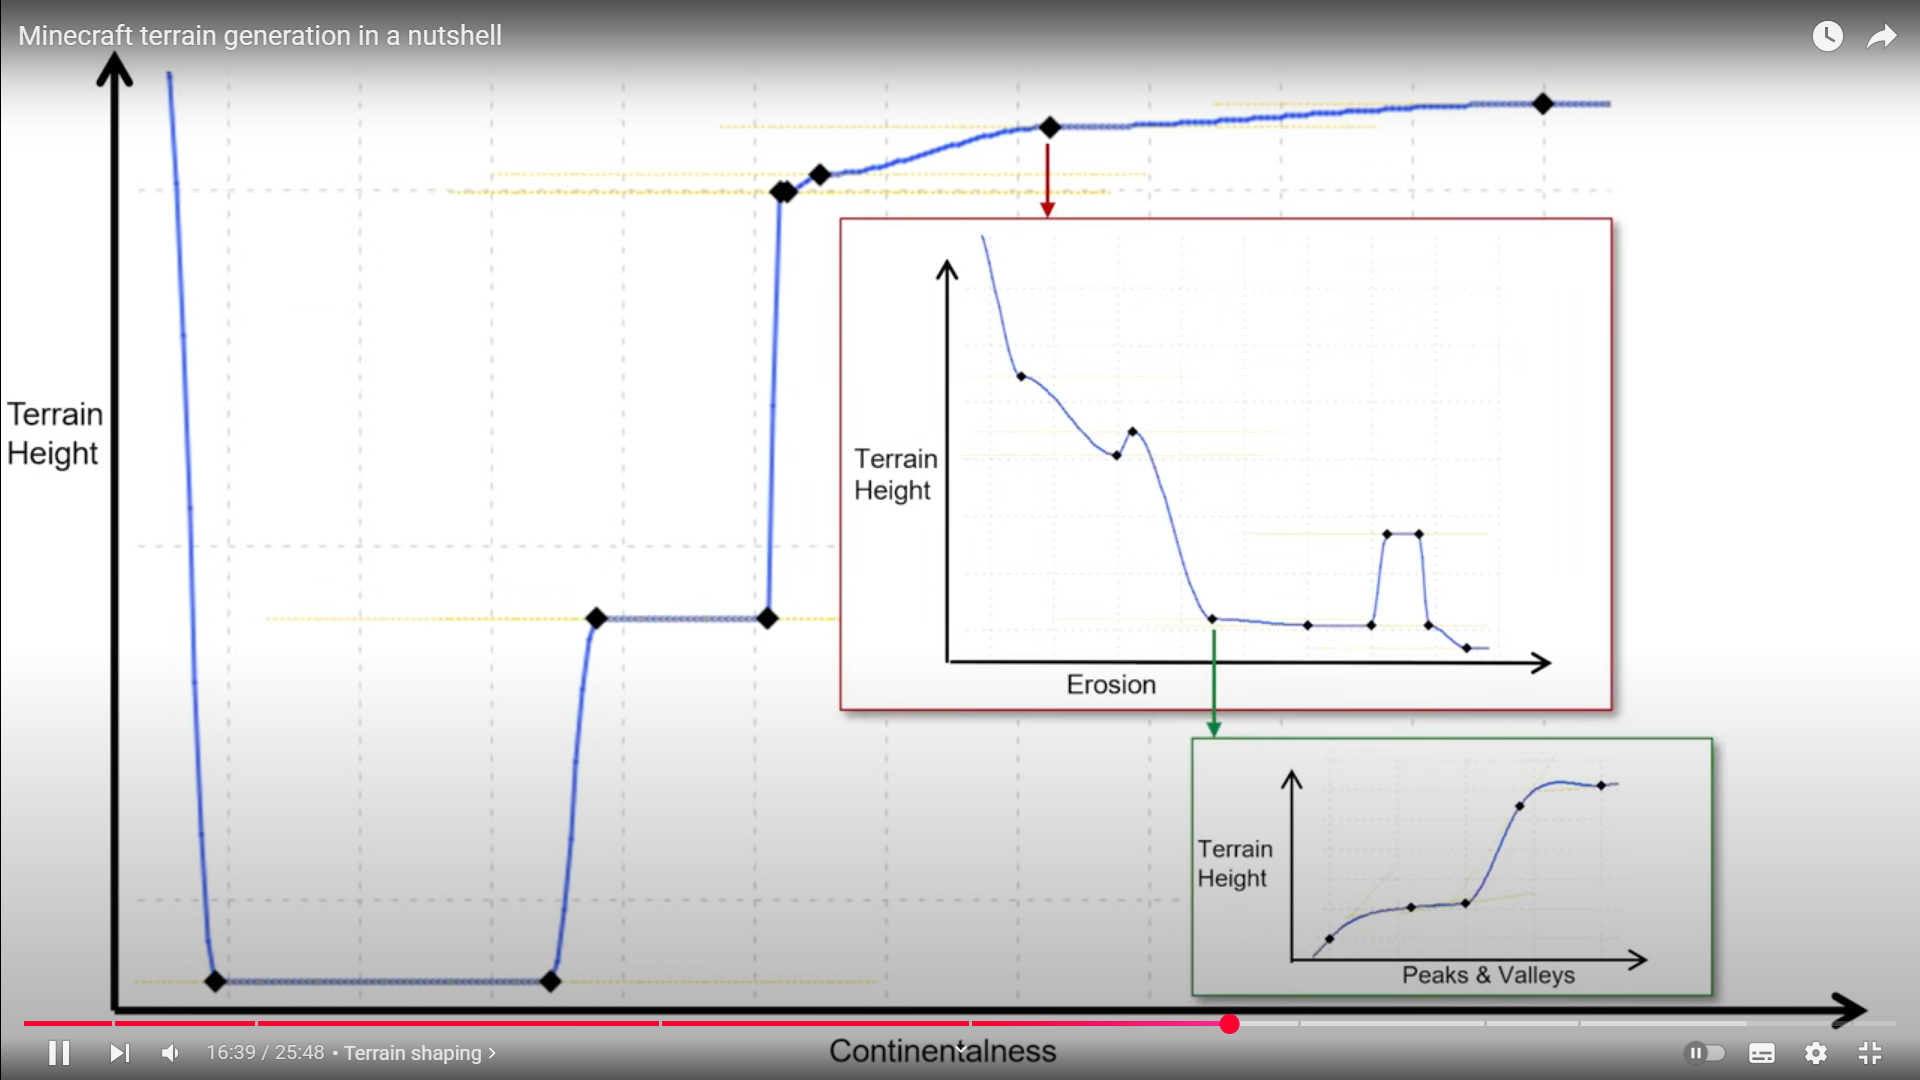 Minecraft terrain generation in a nutshell
Terrain
Height
Terrain
Height
Erosion
Terrain
Height
Peaks & Valleys
Continentalness
16:39 / 25:48 • Terrain shaping